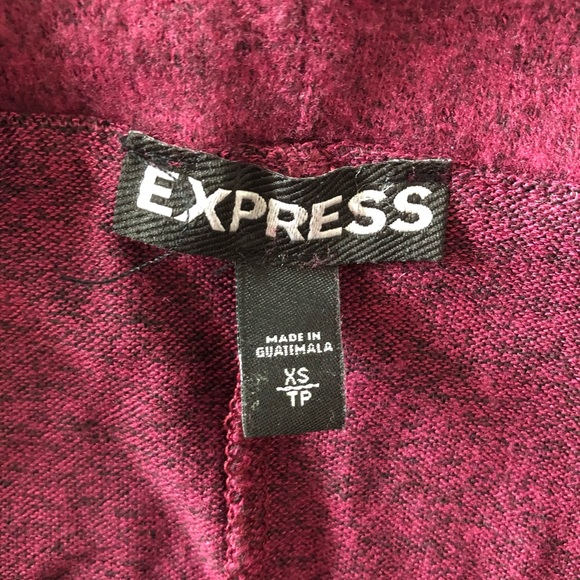 EXPRESS
MADE IN
GUATEMALA
XS
TP